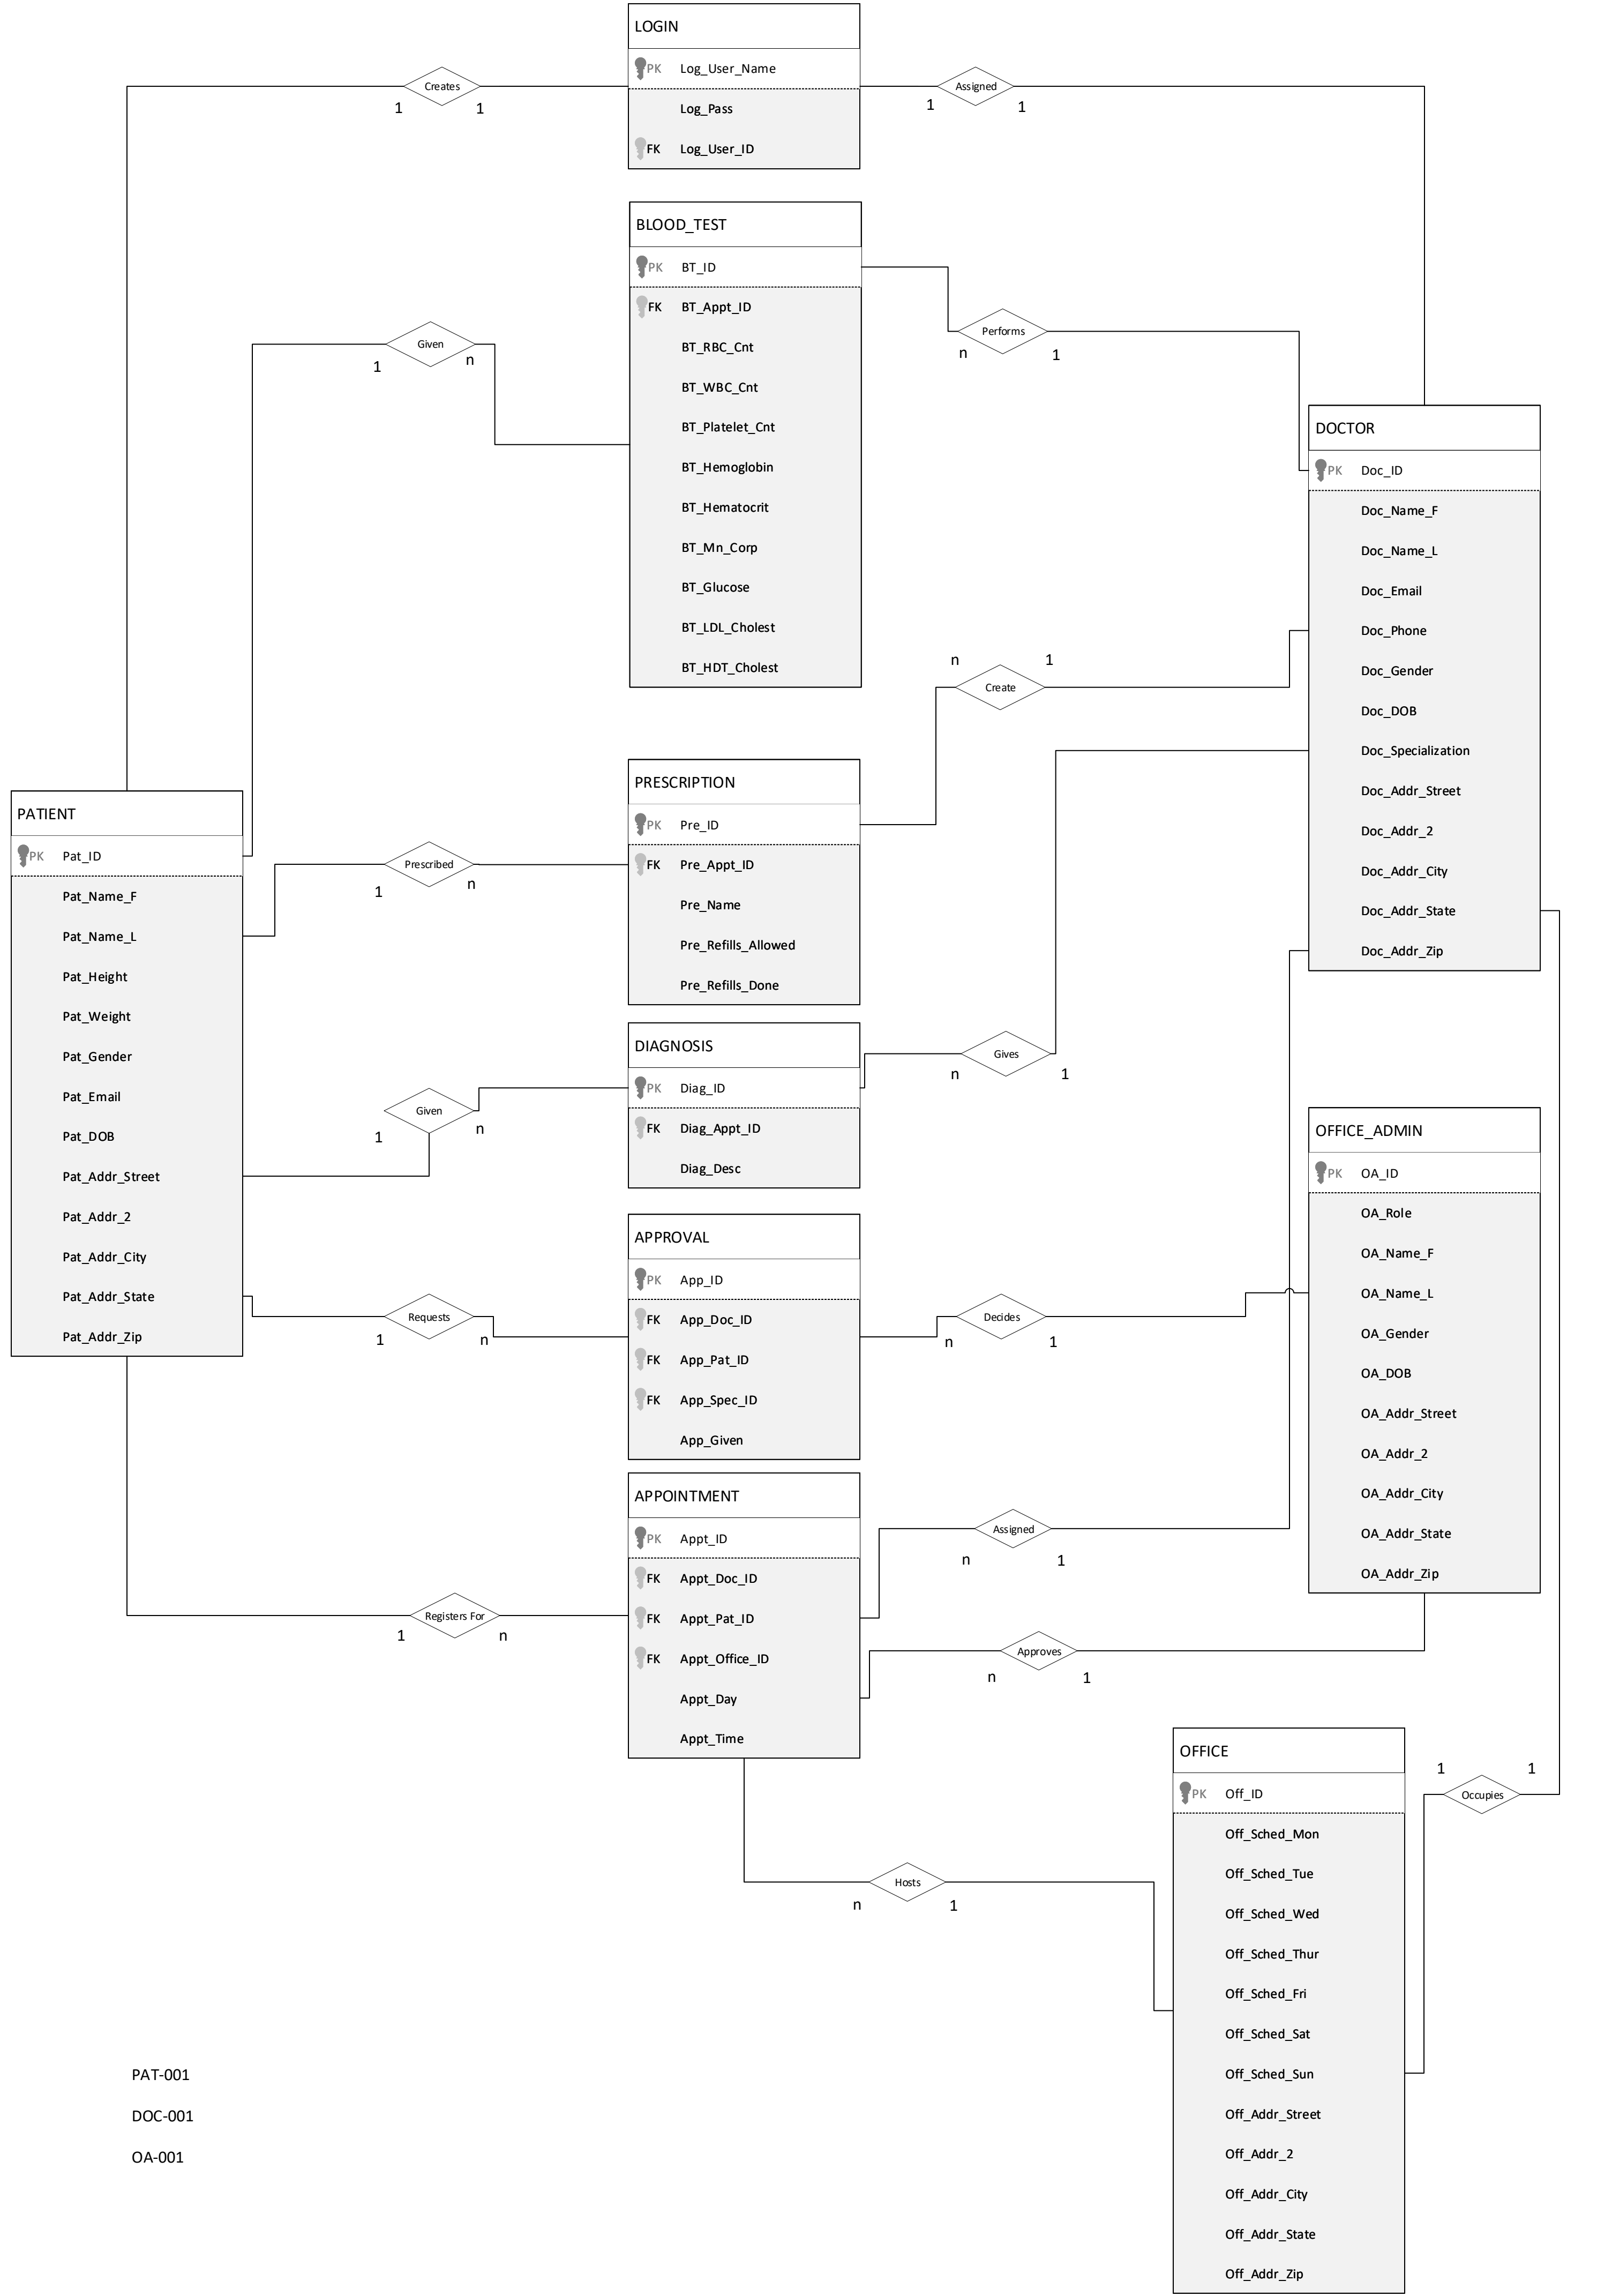 LOGIN
PK Log_User_Name
Log_Pass
FK Log_User_ID
Creates
1 1
Assigned
1 1
BLOOD_TEST
PK BT_ID
FK BT_Appt_ID
BT_RBC_Cnt
BT_WBC_Cnt
BT_Platelet_Cnt
BT_Hemoglobin
BT_Hematocrit
BT_Mn_Corp
BT_Glucose
BT_LDL_Cholest
BT_HDT_Cholest
Given
1 n
Performs
n 1
DOCTOR
PK Doc_ID
Doc_Name_F
Doc_Name_L
Doc_Email
Doc_Phone
Doc_Gender
Doc_DOB
Doc_Specialization
Doc_Addr_Street
Doc_Addr_2
Doc_Addr_City
Doc_Addr_State
Doc_Addr_Zip
n 1
Create
PRESCRIPTION
PK Pre_ID
FK Pre_Appt_ID
Pre_Name
Pre_Refills_Allowed
Pre_Refills_Done
PATIENT
PK Pat_ID
Pat_Name_F
Pat_Name_L
Pat_Height
Pat_Weight
Pat_Gender
Pat_Email
Pat_DOB
Pat_Addr_Street
Pat_Addr_2
Pat_Addr_City
Pat_Addr_State
Pat_Addr_Zip
Prescribed
1 n
DIAGNOSIS
PK Diag_ID
FK Diag_Appt_ID
Diag_Desc
Gives
n 1
Given
1 n
OFFICE_ADMIN
PK OA_ID
OA_Role
OA_Name_F
OA_Name_L
OA_Gender
OA_DOB
OA_Addr_Street
OA_Addr_2
OA_Addr_City
OA_Addr_State
OA_Addr_Zip
APPROVAL
PK App_ID
FK App_Doc_ID
FK App_Pat_ID
FK App_Spec_ID
App_Given
Requests
1 n
Decides
n 1
APPOINTMENT
PK Appt_ID
FK Appt_Doc_ID
FK Appt_Pat_ID
FK Appt_Office_ID
Appt_Day
Appt_Time
Assigned
n 1
Registers For
1 n
Approves
n 1
OFFICE
PK Off_ID
Off_Sched_Mon
Off_Sched_Tue
Off_Sched_Wed
Off_Sched_Thur
Off_Sched_Fri
Off_Sched_Sat
Off_Sched_Sun
Off_Addr_Street
Off_Addr_2
Off_Addr_City
Off_Addr_State
Off_Addr_Zip
1 1
Occupies
Hosts
n 1
PAT-001
DOC-001
OA-001